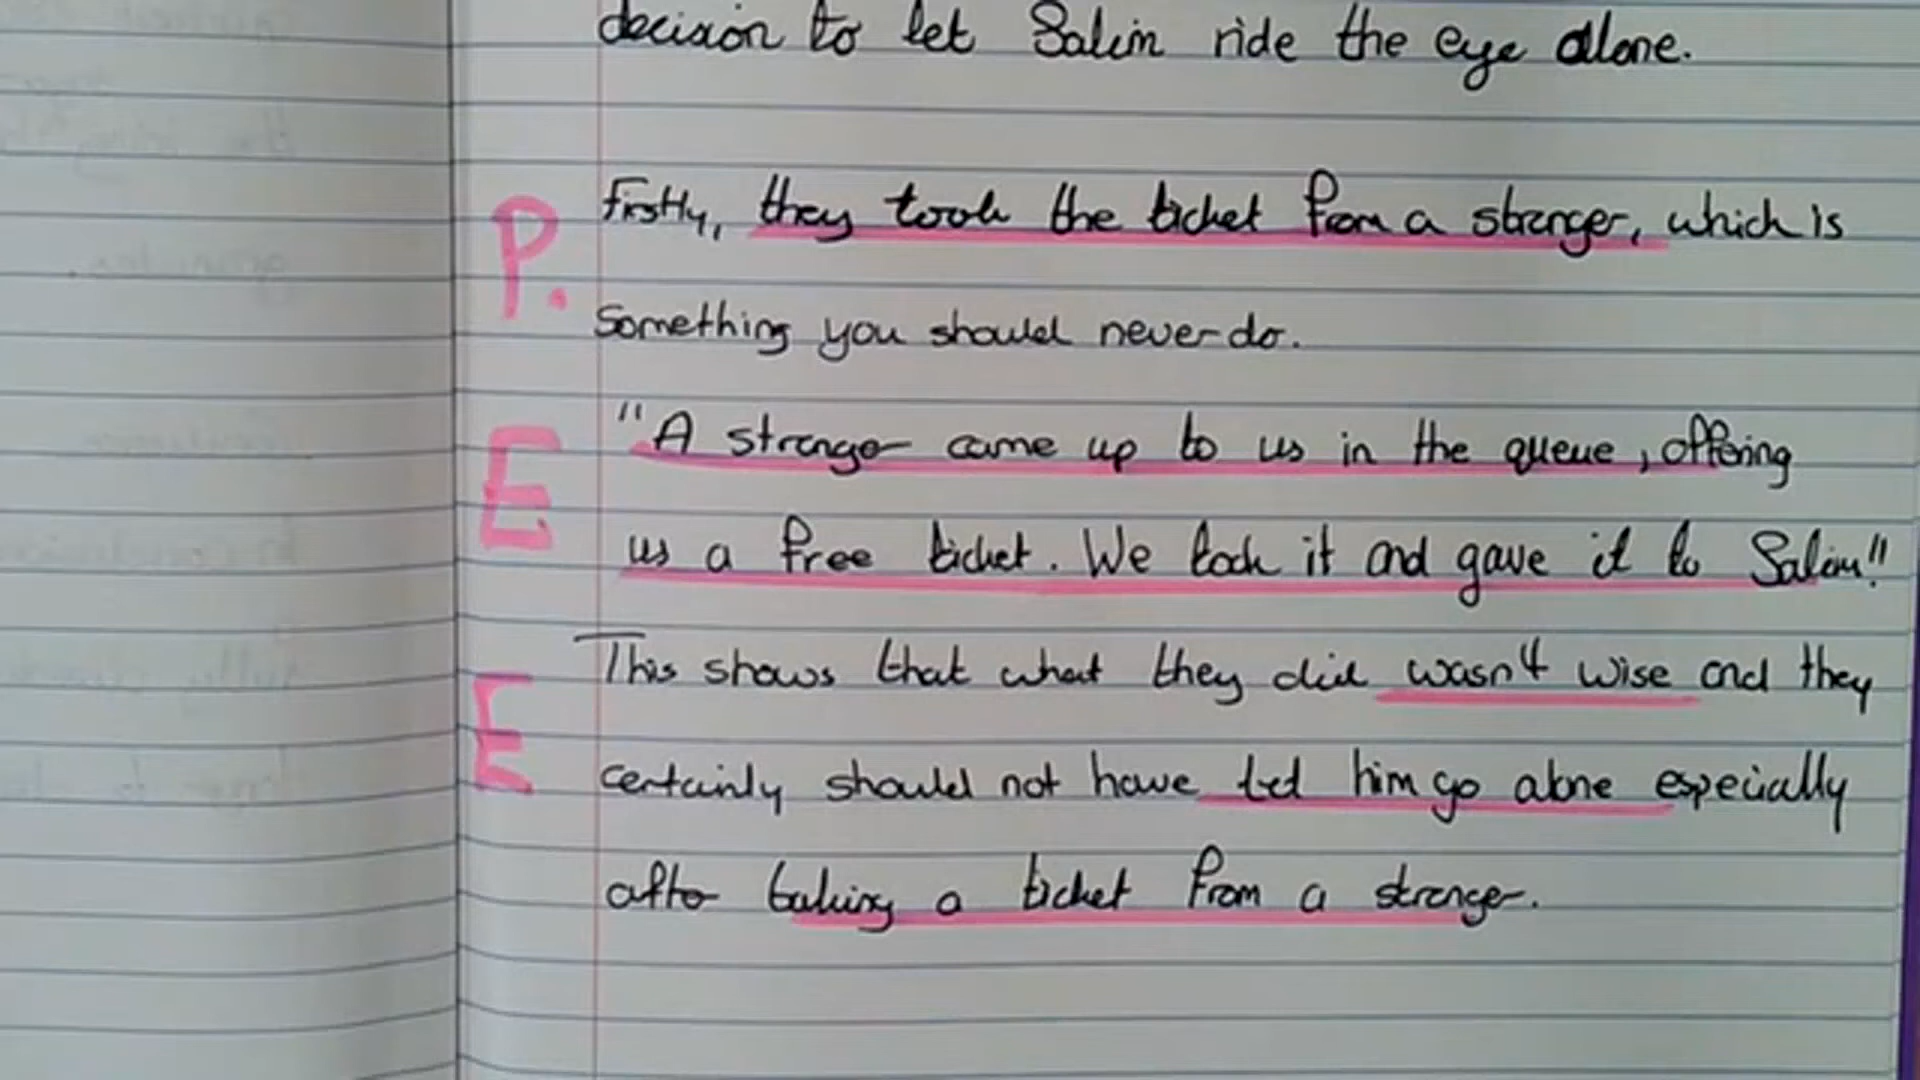 decision to let Salim ride the eye alone.
P. Firstly, they took the ticket from a stranger, which is
something you should never do.
E "A stranger came up to us in the queue, offering
us a free ticket. We took it and gave it to Salim!"
E This shows that what they did wasn't wise and they
certainly should not have let him go alone especially
after taking a ticket from a stranger.